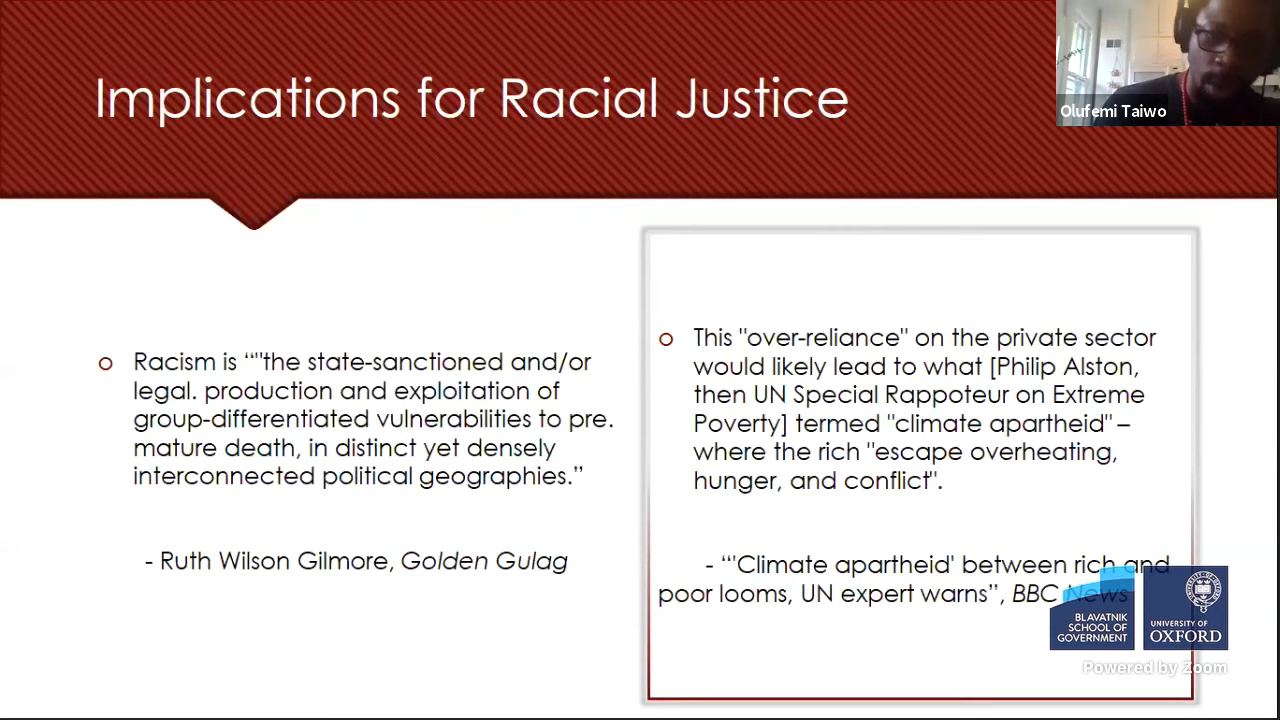 Implications for Racial Justice
Olufemi Taiwo
o Racism is “"the state-sanctioned and/or
legal. production and exploitation of
group-differentiated vulnerabilities to pre.
mature death, in distinct yet densely
interconnected political geographies.”
- Ruth Wilson Gilmore, Golden Gulag
o This "over-reliance" on the private sector
would likely lead to what [Philip Alston,
then UN Special Rappoteur on Extreme
Poverty] termed "climate apartheid" –
where the rich "escape overheating,
hunger, and conflict".
- “'Climate apartheid' between rich and
poor looms, UN expert warns”, BBC News
BLAVATNIK
SCHOOL OF
GOVERNMENT
UNIVERSITY OF
OXFORD
Powered by Zoom